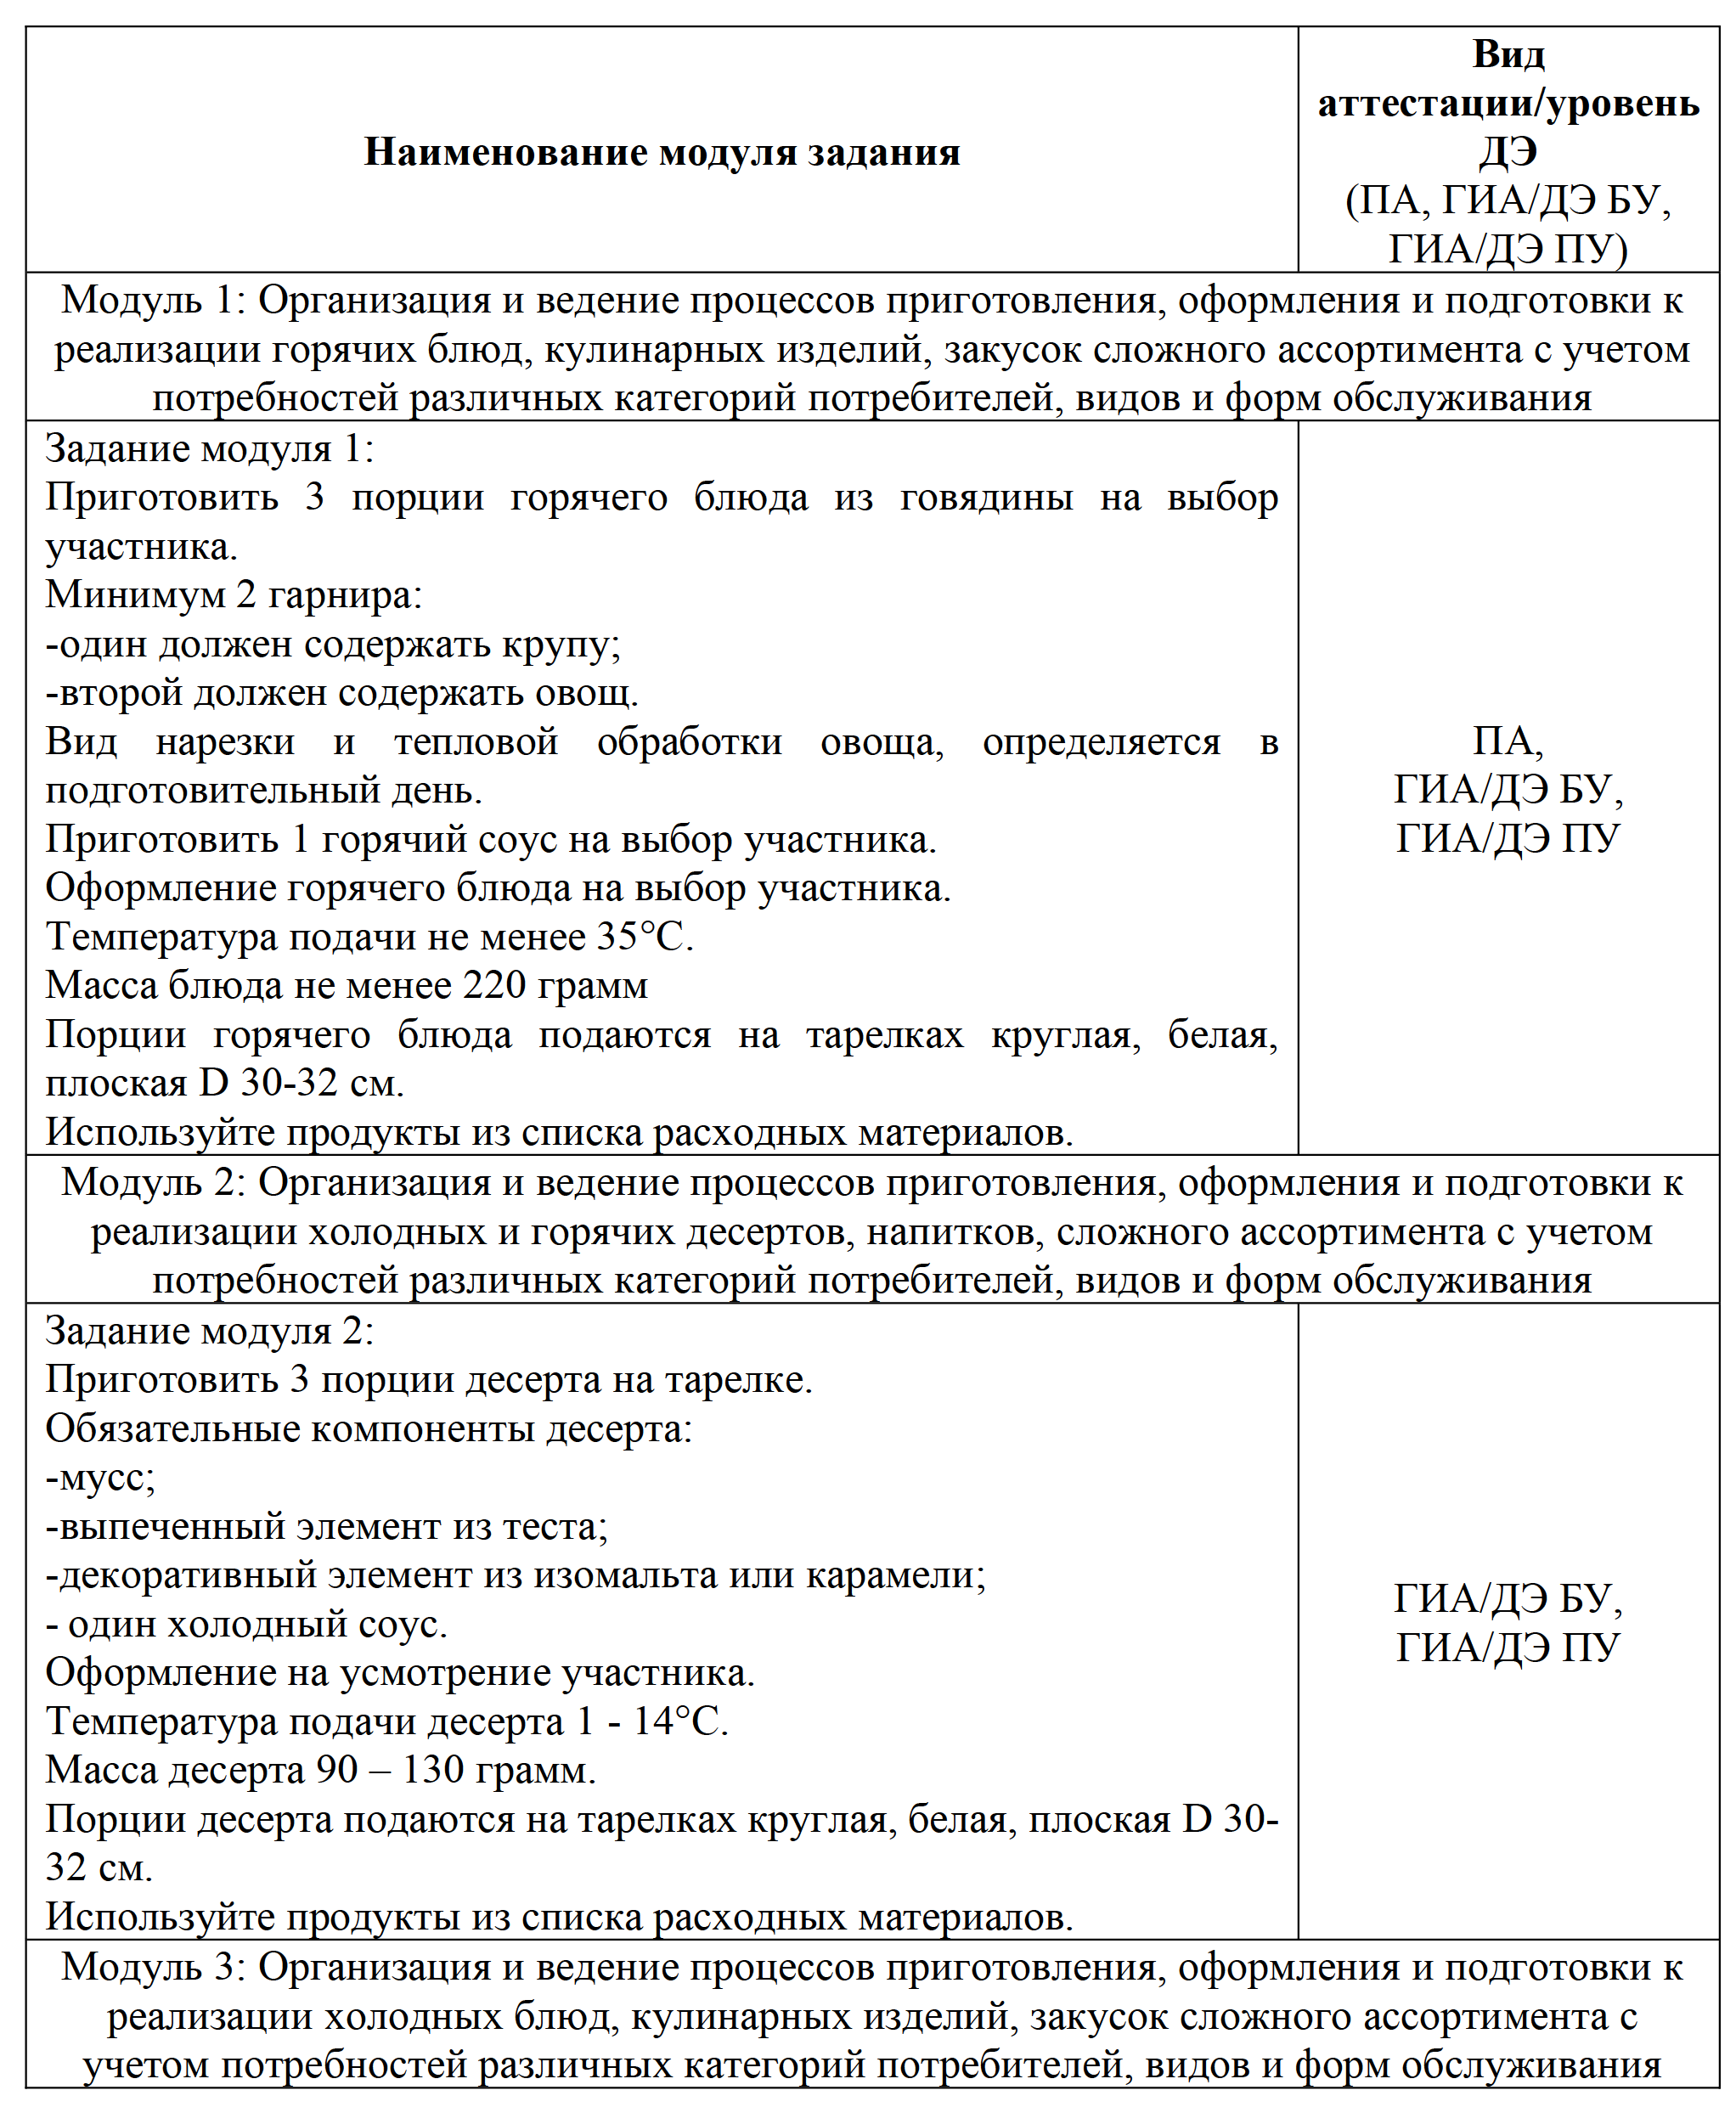 Наименование модуля задания
Вид
аттестации/уровень
ДЭ
(ПА, ГИА/ДЭ БУ,
ГИА/ДЭ ПУ)
Модуль 1: Организация и ведение процессов приготовления, оформления и подготовки к
реализации горячих блюд, кулинарных изделий, закусок сложного ассортимента с учетом
потребностей различных категорий потребителей, видов и форм обслуживания
Задание модуля 1:
Приготовить 3 порции горячего блюда из говядины на выбор
участника.
Минимум 2 гарнира:
-один должен содержать крупу;
-второй должен содержать овощ.
Вид нарезки и тепловой обработки овоща, определяется в
подготовительный день.
Приготовить 1 горячий соус на выбор участника.
Оформление горячего блюда на выбор участника.
Температура подачи не менее 35°С.
Масса блюда не менее 220 грамм
Порции горячего блюда подаются на тарелках круглая, белая,
плоская D 30-32 см.
Используйте продукты из списка расходных материалов.
ПА,
ГИА/ДЭ БУ,
ГИА/ДЭ ПУ
Модуль 2: Организация и ведение процессов приготовления, оформления и подготовки к
реализации холодных и горячих десертов, напитков, сложного ассортимента с учетом
потребностей различных категорий потребителей, видов и форм обслуживания
Задание модуля 2:
Приготовить 3 порции десерта на тарелке.
Обязательные компоненты десерта:
-мусс;
-выпеченный элемент из теста;
-декоративный элемент из изомальта или карамели;
- один холодный соус.
Оформление на усмотрение участника.
Температура подачи десерта 1 - 14°С.
Масса десерта 90 – 130 грамм.
Порции десерта подаются на тарелках круглая, белая, плоская D 30-
32 см.
Используйте продукты из списка расходных материалов.
ГИА/ДЭ БУ,
ГИА/ДЭ ПУ
Модуль 3: Организация и ведение процессов приготовления, оформления и подготовки к
реализации холодных блюд, кулинарных изделий, закусок сложного ассортимента с
учетом потребностей различных категорий потребителей, видов и форм обслуживания